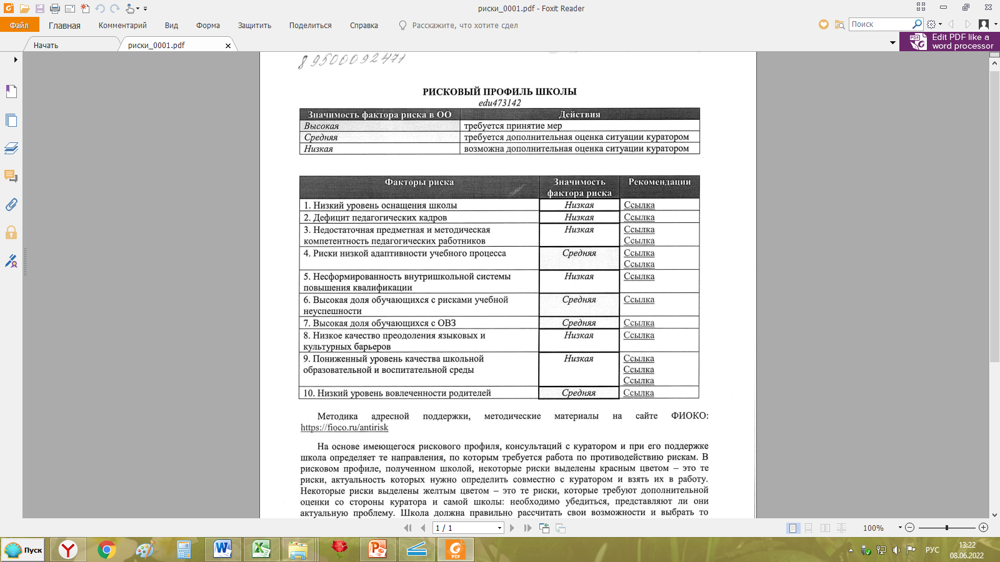 риски_0001.pdf - Foxit Reader
Файл Главная Комментарий Вид Форма Защитить Поделиться Справка Расскажите, что хотите сдел Поиск
Начать риски_0001.pdf Edit PDF like a
word processor
89500092471
РИСКОВЫЙ ПРОФИЛЬ ШКОЛЫ
edu473142
Значимость фактора риска в ОО Действия
Высокая требуется принятие мер
Средняя требуется дополнительная оценка ситуации куратором
Низкая возможна дополнительная оценка ситуации куратором
Факторы риска Значимость Рекомендации
фактора риска
1. Низкий уровень оснащения школы Низкая Ссылка
2. Дефицит педагогических кадров Низкая Ссылка
3. Недостаточная предметная и методическая Низкая Ссылка
компетентность педагогических работников Ссылка
4. Риски низкой адаптивности учебного процесса Средняя Ссылка
Ссылка
5. Несформированность внутришкольной системы Низкая Ссылка
повышения квалификации
6. Высокая доля обучающихся с рисками учебной Средняя Ссылка
неуспешности
7. Высокая доля обучающихся с ОВЗ Средняя Ссылка
8. Низкое качество преодоления языковых и Низкая Ссылка
культурных барьеров
9. Пониженный уровень качества школьной Низкая Ссылка
образовательной и воспитательной среды Ссылка
Ссылка
10. Низкий уровень вовлеченности родителей Средняя Ссылка
Методика адресной поддержки, методические материалы на сайте ФИОКО:
https://fioco.ru/antirisk
На основе имеющегося рискового профиля, консультаций с куратором и при его поддержке
школа определяет те направления, по которым требуется работа по противодействию рискам. В
рисковом профиле, полученном школой, некоторые риски выделены красным цветом – это те
риски, актуальность которых нужно определить совместно с куратором и взять их в работу.
Некоторые риски выделены желтым цветом – это те риски, которые требуют дополнительной
оценки со стороны куратора и самой школы: необходимо убедиться, представляют ли они
актуальную проблему. Школа должна правильно рассчитать свои возможности и выбрать то
1 / 1 100%
Пуск РУС 13:22
08.06.2022